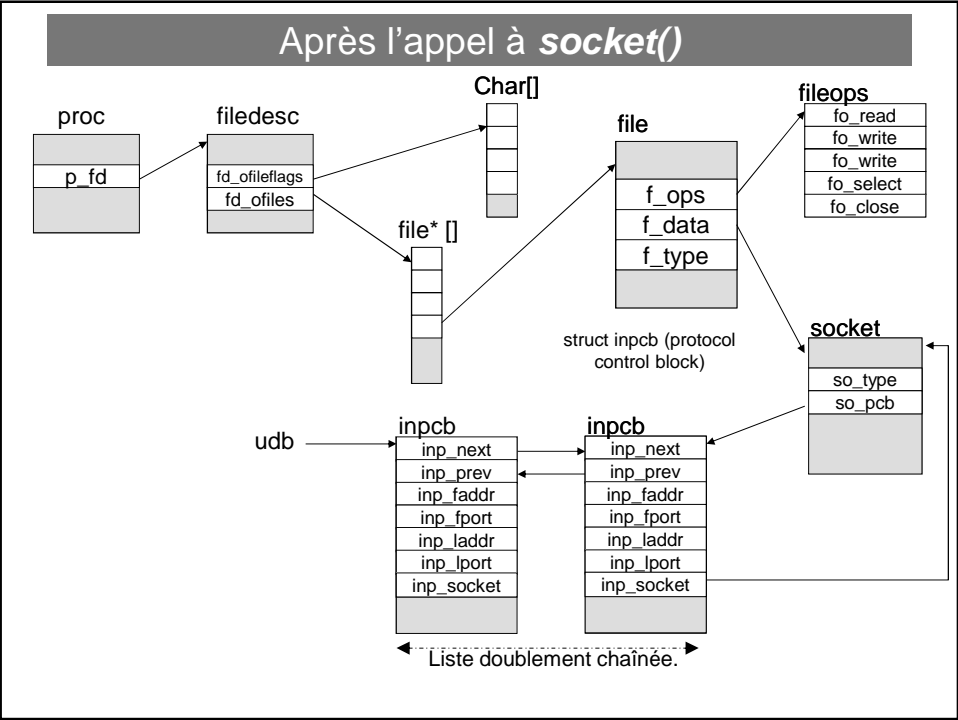 Après l'appel à socket()
proc
p_fd
filedesc
fd_ofileflags
fd_ofiles
Char[]
file* []
file
f_ops
f_data
f_type
fileops
fo_read
fo_write
fo_write
fo_select
fo_close
struct inpcb (protocol
control block)
socket
so_type
so_pcb
udb
inpcb
inp_next
inp_prev
inp_faddr
inp_fport
inp_laddr
inp_lport
inp_socket
inpcb
inp_next
inp_prev
inp_faddr
inp_fport
inp_laddr
inp_lport
inp_socket
Liste doublement chaînée.